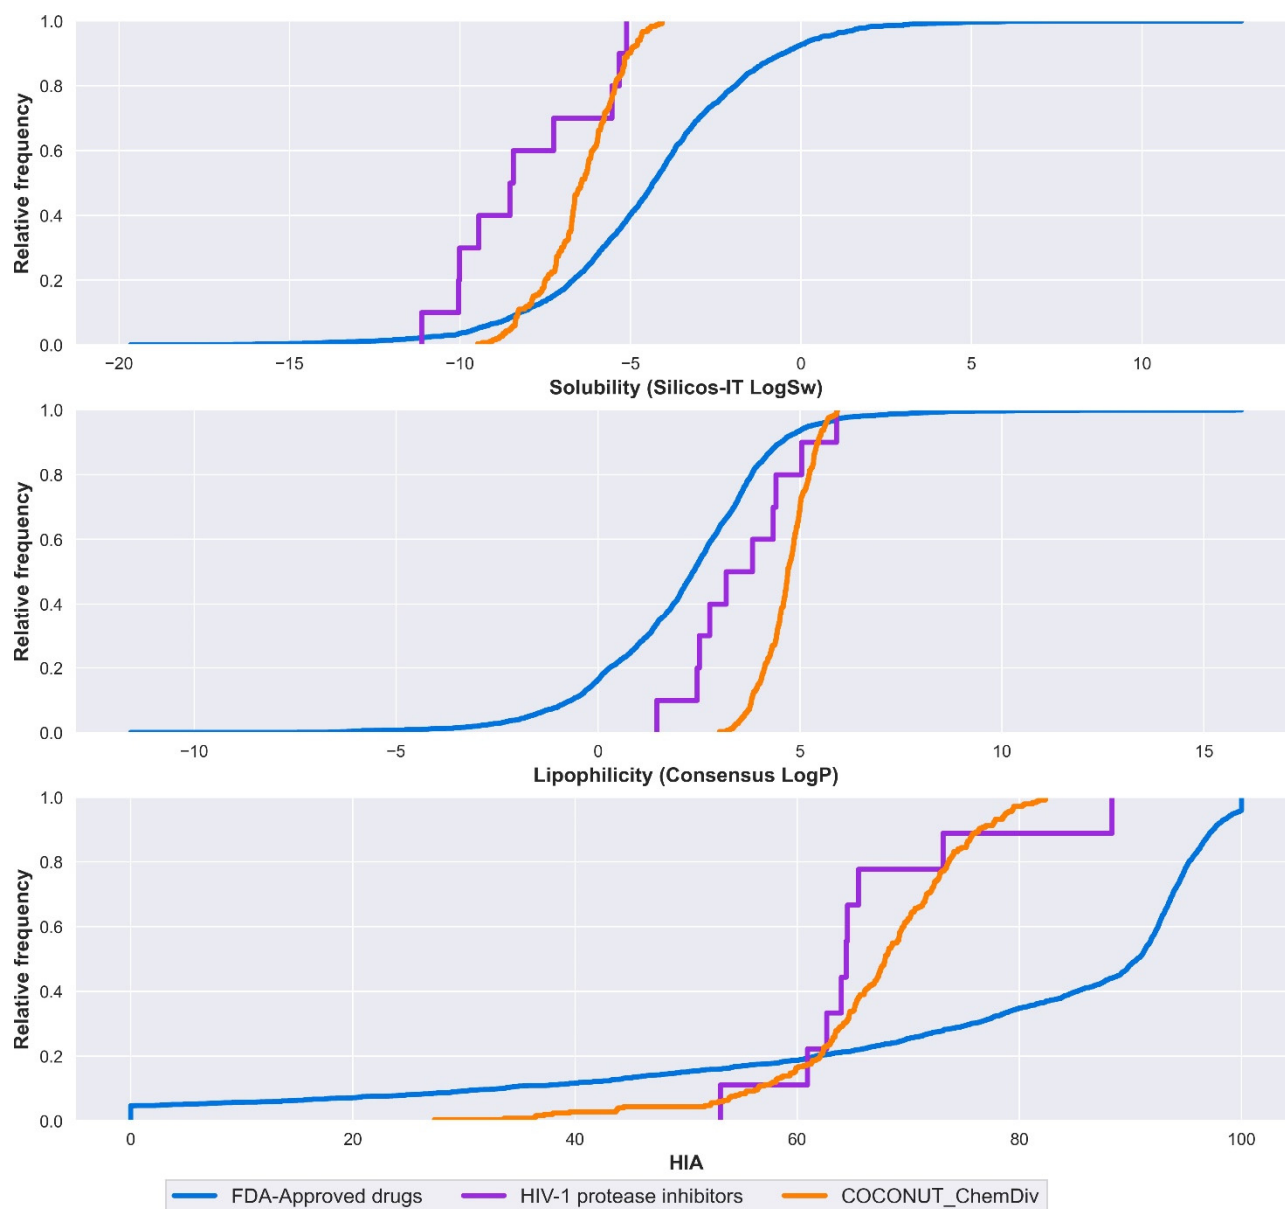 1.0
0.8
0.6
0.4
0.2
0.0
Relative frequency
−20 −15 −10 −5 0 5 10
Solubility (Silicos-IT LogSw)
1.0
0.8
0.6
0.4
0.2
0.0
Relative frequency
−10 −5 0 5 10 15
Lipophilicity (Consensus LogP)
1.0
0.8
0.6
0.4
0.2
0.0
Relative frequency
0 20 40 60 80 100
HIA
FDA-Approved drugs HIV-1 protease inhibitors COCONUT_ChemDiv